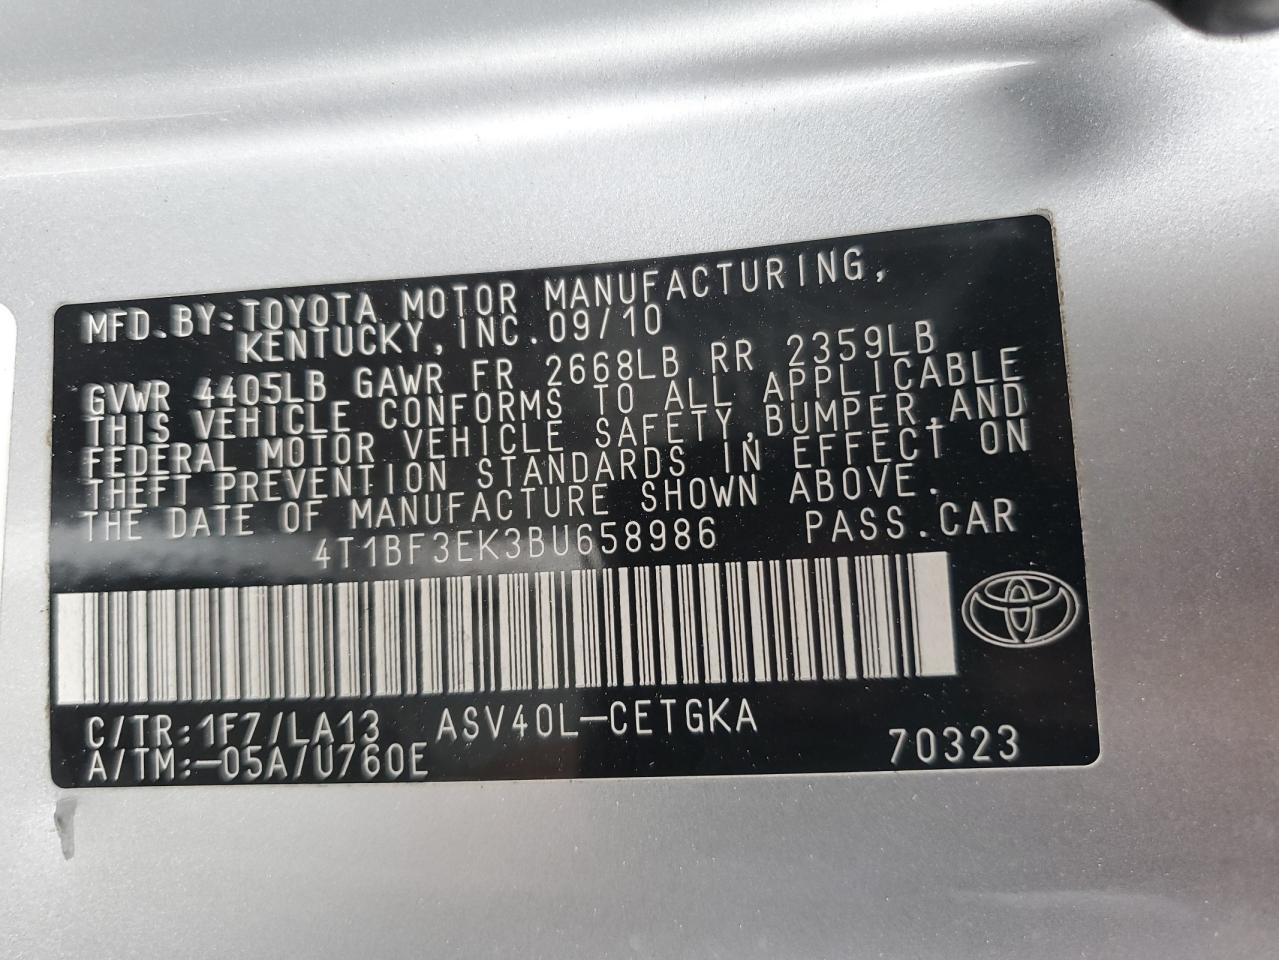 MFD.BY:TOYOTA MOTOR MANUFACTURING,
KENTUCKY,INC.09/10
GVWR 4405LB GAWR FR 2668LB RR 2359LB
THIS VEHICLE CONFORMS TO ALL APPLICABLE
FEDERAL MOTOR VEHICLE SAFETY,BUMPER,AND
THEFT PREVENTION STANDARDS IN EFFECT ON
THE DATE OF MANUFACTURE SHOWN ABOVE.
4T1BF3EK3BU658986 PASS.CAR
C/TR:1F7/LA13 ASV40L-CETGKA
A/TM:-05A/U760E 70323